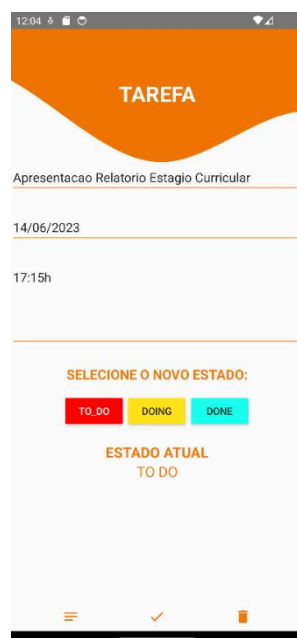 12:04
TAREFA
Apresentacao Relatorio Estagio Curricular
14/06/2023
17:15h
SELECIONE O NOVO ESTADO:
TO_DO DOING DONE
ESTADO ATUAL
TO DO